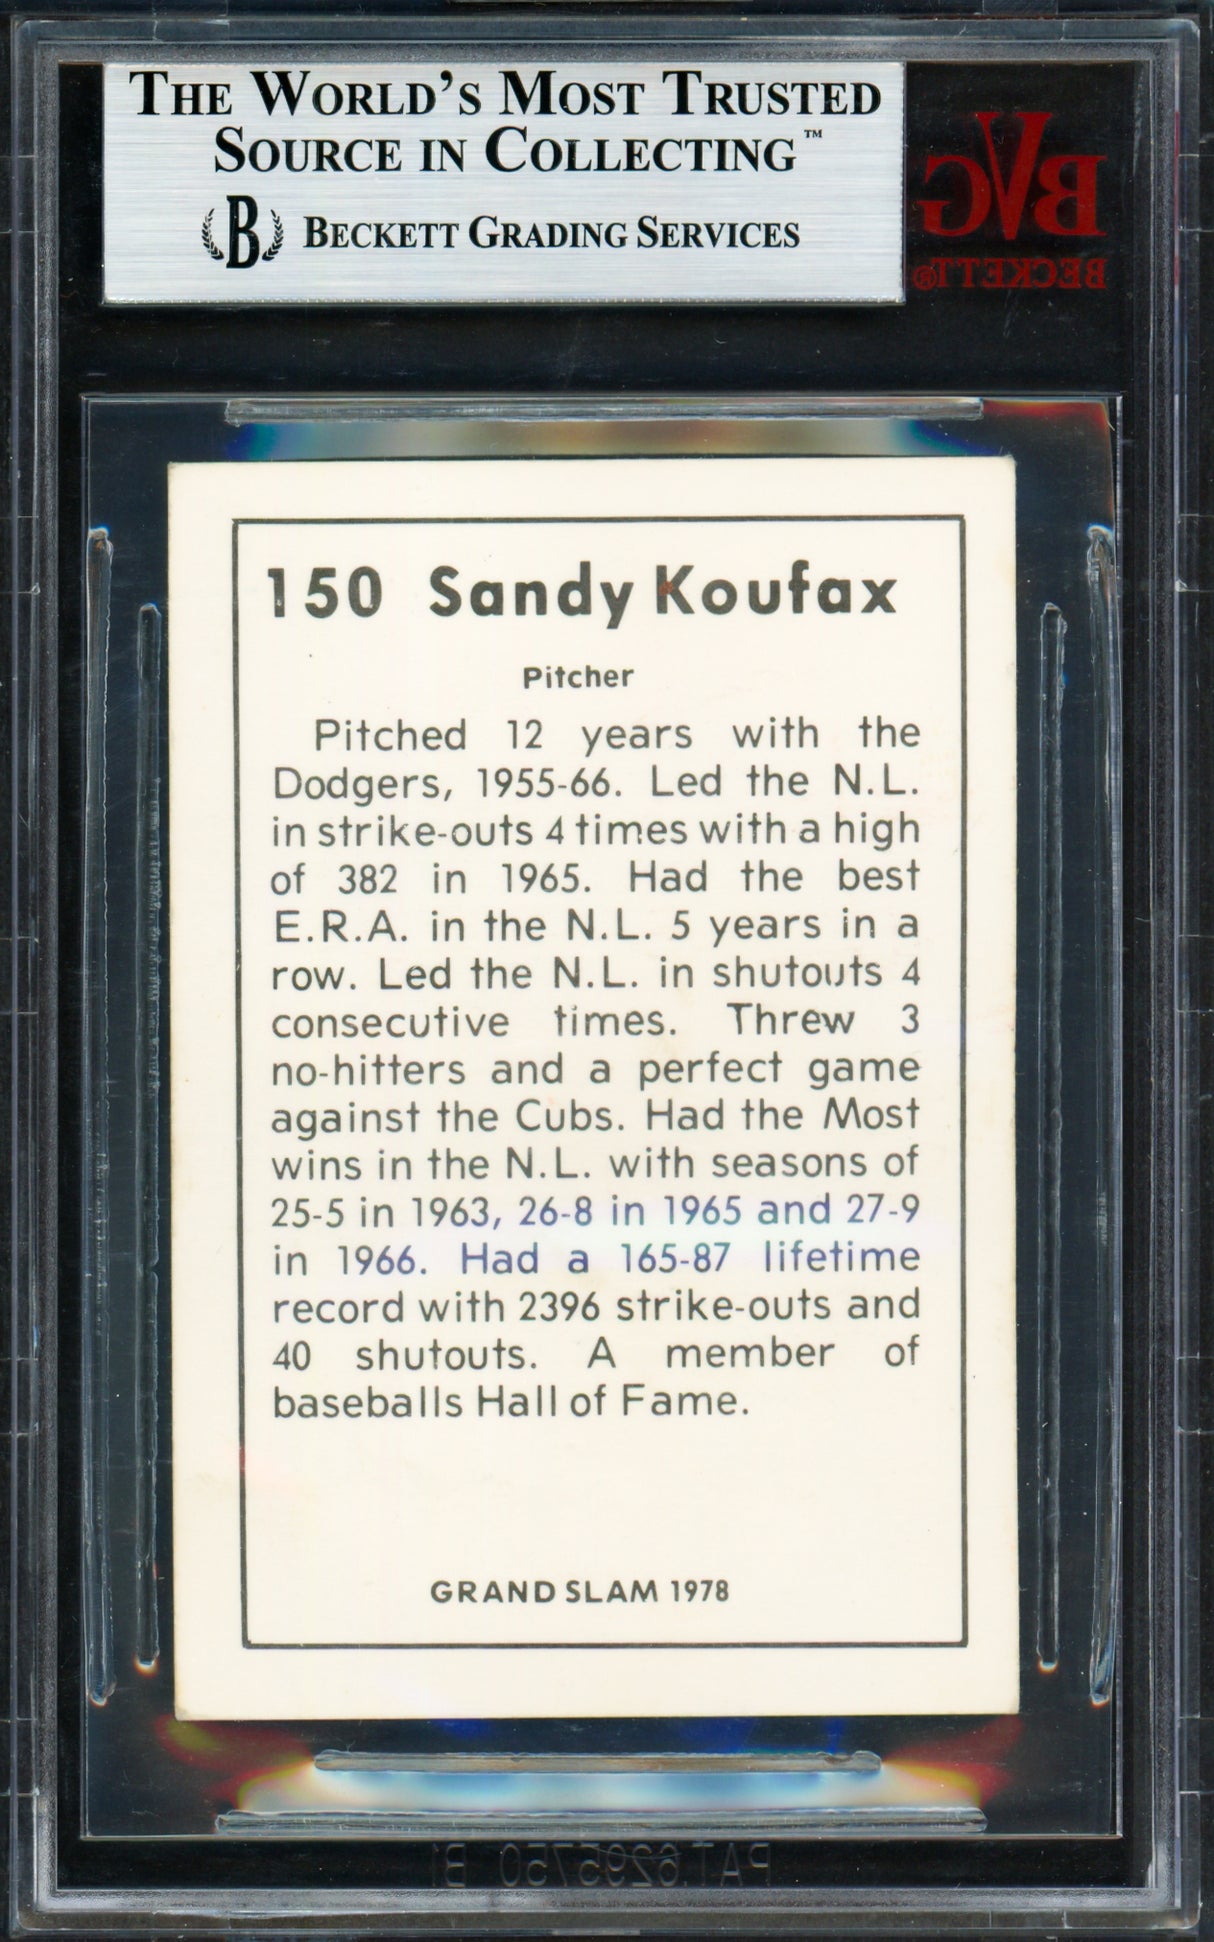 THE WORLD'S MOST TRUSTED
SOURCE IN COLLECTING™
B BECKETT GRADING SERVICES
BVG
BECKETT®
150 Sandy Koufax
Pitcher
Pitched 12 years with the
Dodgers, 1955-66. Led the N.L.
in strike-outs 4 times with a high
of 382 in 1965. Had the best
E.R.A. in the N.L. 5 years in a
row. Led the N.L. in shutouts 4
consecutive times. Threw 3
no-hitters and a perfect game
against the Cubs. Had the Most
wins in the N.L. with seasons of
25-5 in 1963, 26-8 in 1965 and 27-9
in 1966. Had a 165-87 lifetime
record with 2396 strike-outs and
40 shutouts. A member of
baseballs Hall of Fame.
GRAND SLAM 1978
PAT.6295750 B1